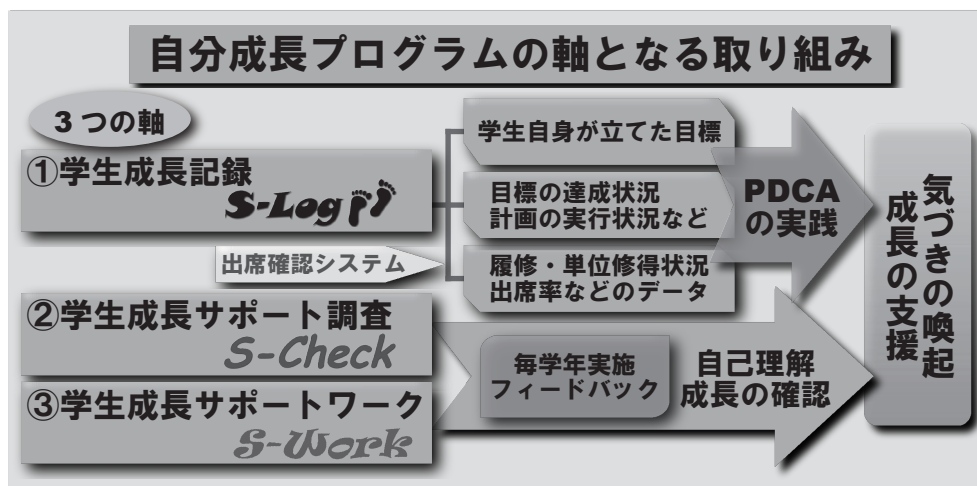 自分成長プログラムの軸となる取り組み
3つの軸
①学生成長記録
S-Log
出席確認システム
学生自身が立てた目標
目標の達成状況
計画の実行状況など
履修・単位修得状況
出席率などのデータ
PDCA
の実践
②学生成長サポート調査
S-Check
③学生成長サポートワーク
S-Work
毎学年実施
フィードバック
自己理解
成長の確認
気づきの喚起
成長の支援